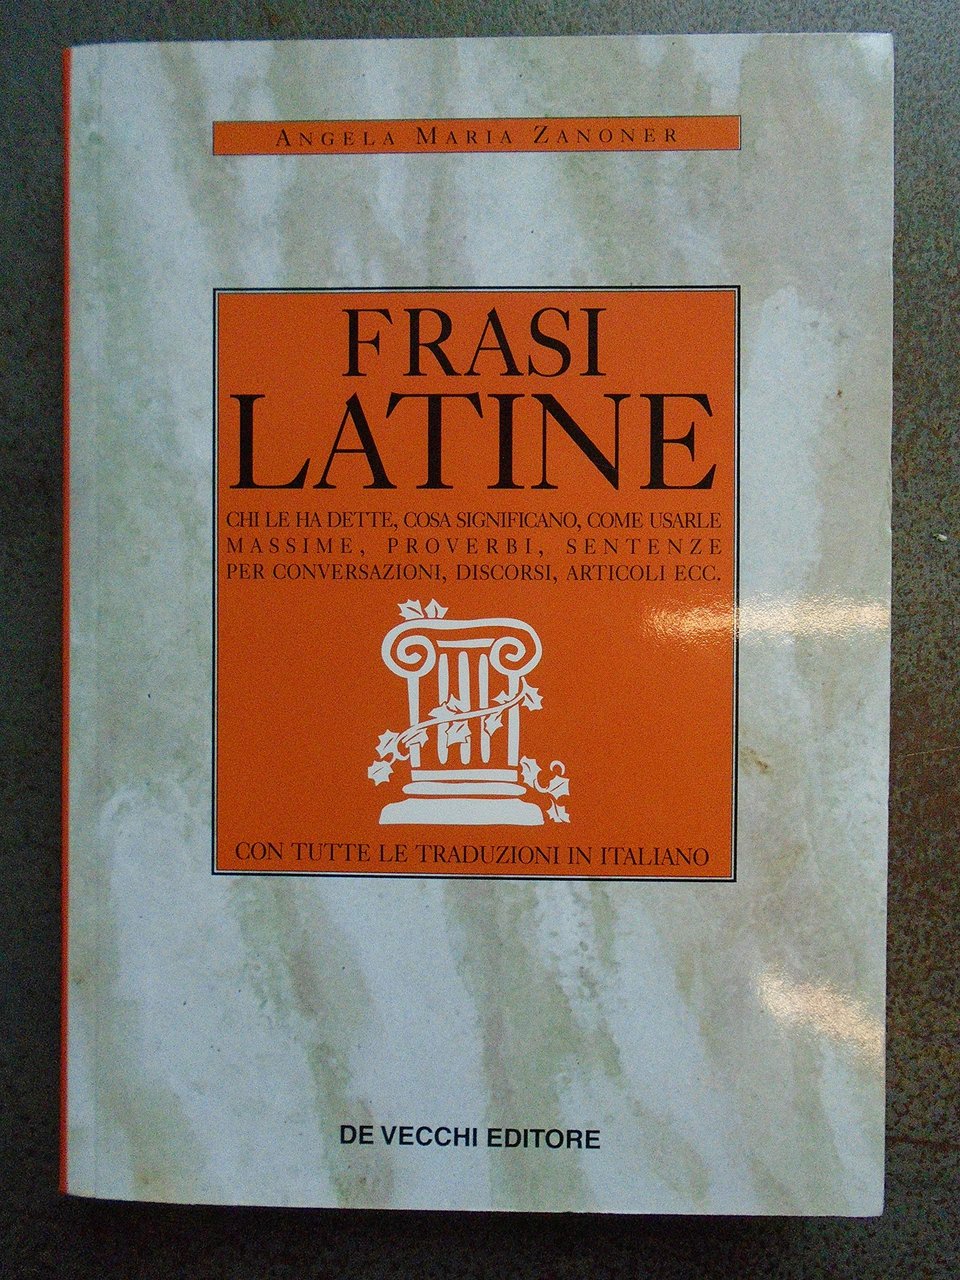 ANGELA MARIA ZANONER
FRASI
LATINE
CHI LE HA DETTE, COSA SIGNIFICANO, COME USARLE
MASSIME, PROVERBI, SENTENZE
PER CONVERSAZIONI, DISCORSI, ARTICOLI ECC.
CON TUTTE LE TRADUZIONI IN ITALIANO
DE VECCHI EDITORE